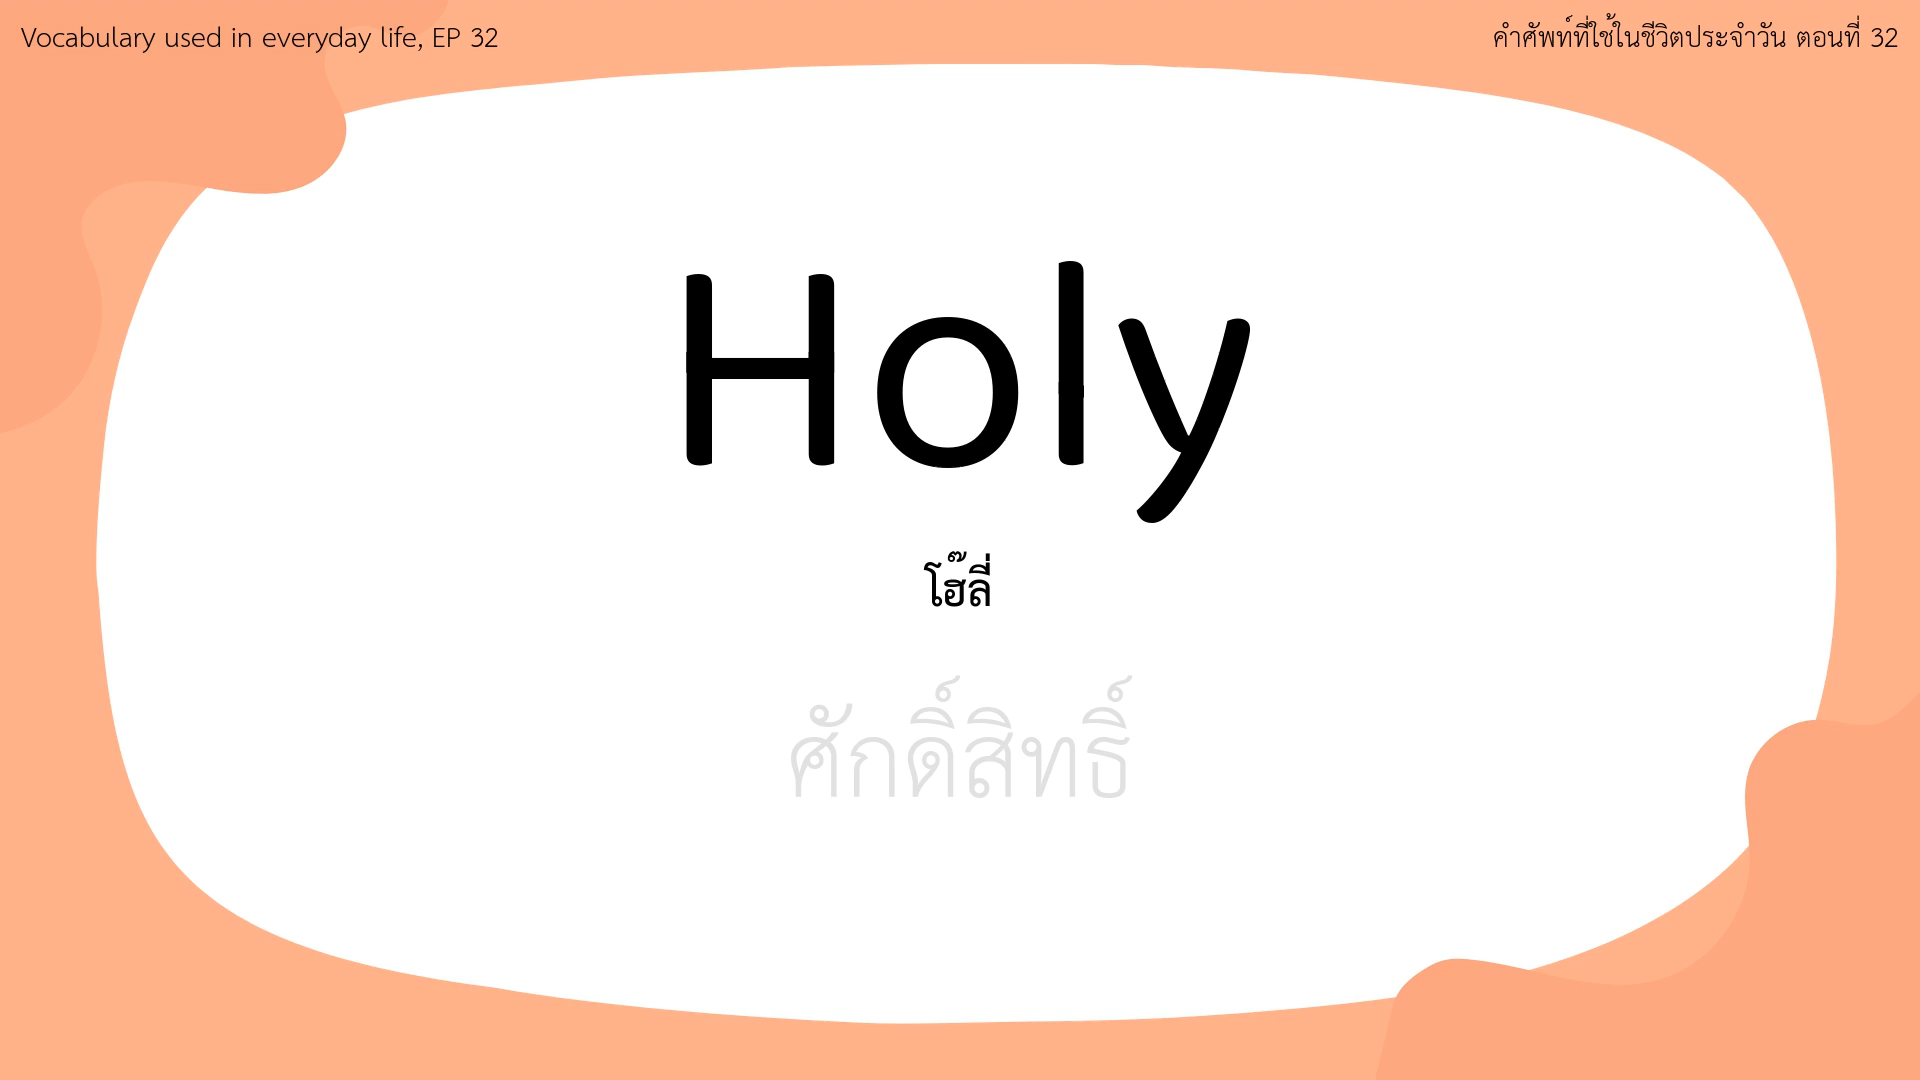 Vocabulary used in everyday life, EP 32
คำศัพท์ที่ใช้ในชีวิตประจำวัน ตอนที่ 32
Holy
โฮ๊ลี่
ศักดิ์สิทธิ์